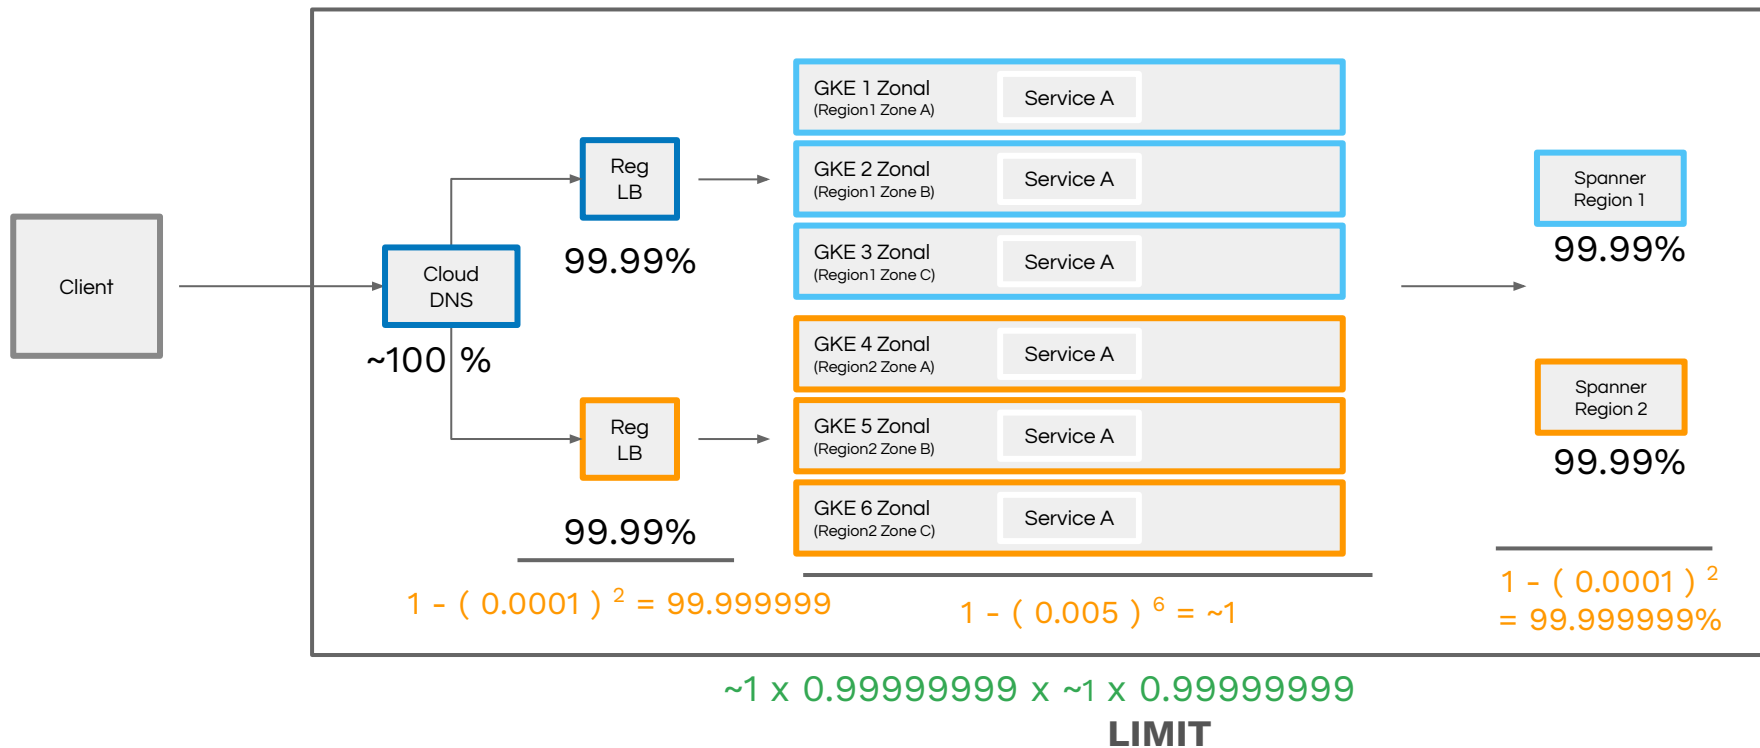 Client
Cloud
DNS
~100 %
Reg
LB
99.99%
Reg
LB
99.99%
1 - ( 0.0001 ) ² = 99.999999
GKE 1 Zonal
(Region1 Zone A)
Service A
GKE 2 Zonal
(Region1 Zone B)
Service A
GKE 3 Zonal
(Region1 Zone C)
Service A
GKE 4 Zonal
(Region2 Zone A)
Service A
GKE 5 Zonal
(Region2 Zone B)
Service A
GKE 6 Zonal
(Region2 Zone C)
Service A
1 - ( 0.005 ) ⁶ = ~1
Spanner
Region 1
99.99%
Spanner
Region 2
99.99%
1 - ( 0.0001 ) ²
= 99.999999%
~1 x 0.99999999 x ~1 x 0.99999999
LIMIT